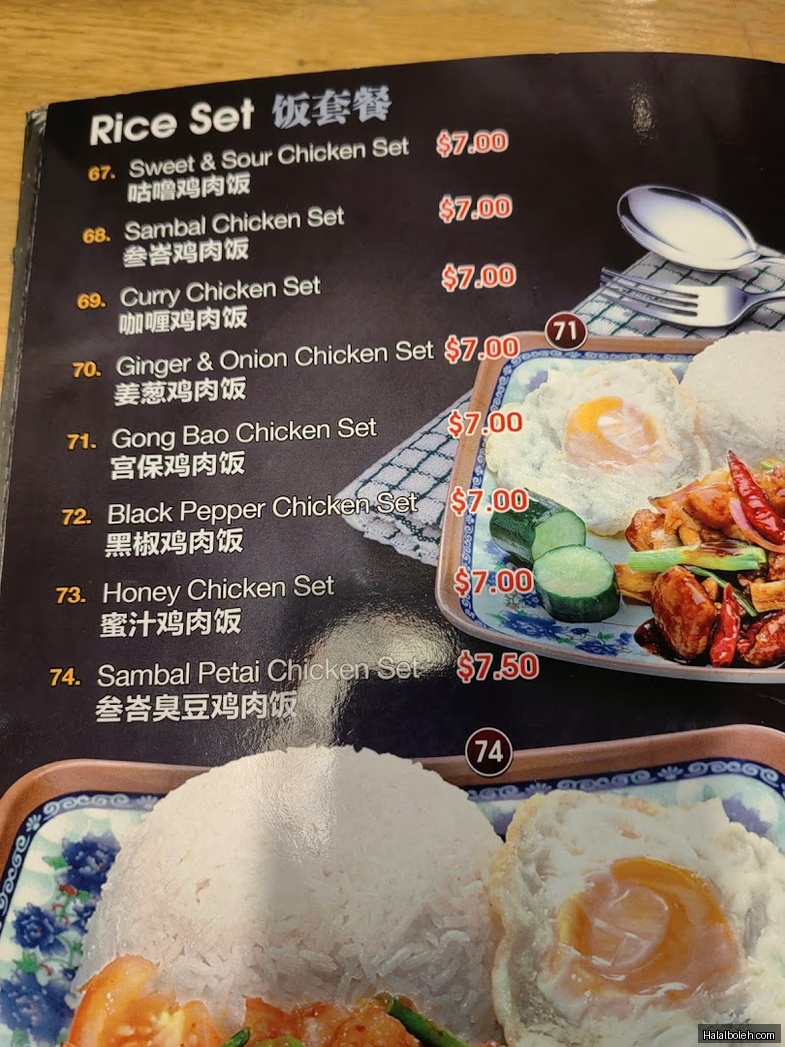 Rice Set 饭套餐
67. Sweet & Sour Chicken Set $7.00
咕噜鸡肉饭
68. Sambal Chicken Set $7.00
叁峇鸡肉饭
69. Curry Chicken Set $7.00
咖喱鸡肉饭
70. Ginger & Onion Chicken Set $7.00
姜葱鸡肉饭
71. Gong Bao Chicken Set $7.00
宫保鸡肉饭
72. Black Pepper Chicken Set $7.00
黑椒鸡肉饭
73. Honey Chicken Set $7.00
蜜汁鸡肉饭
74. Sambal Petai Chicken Set $7.50
叁峇臭豆鸡肉饭
71
74
Halalboleh.com